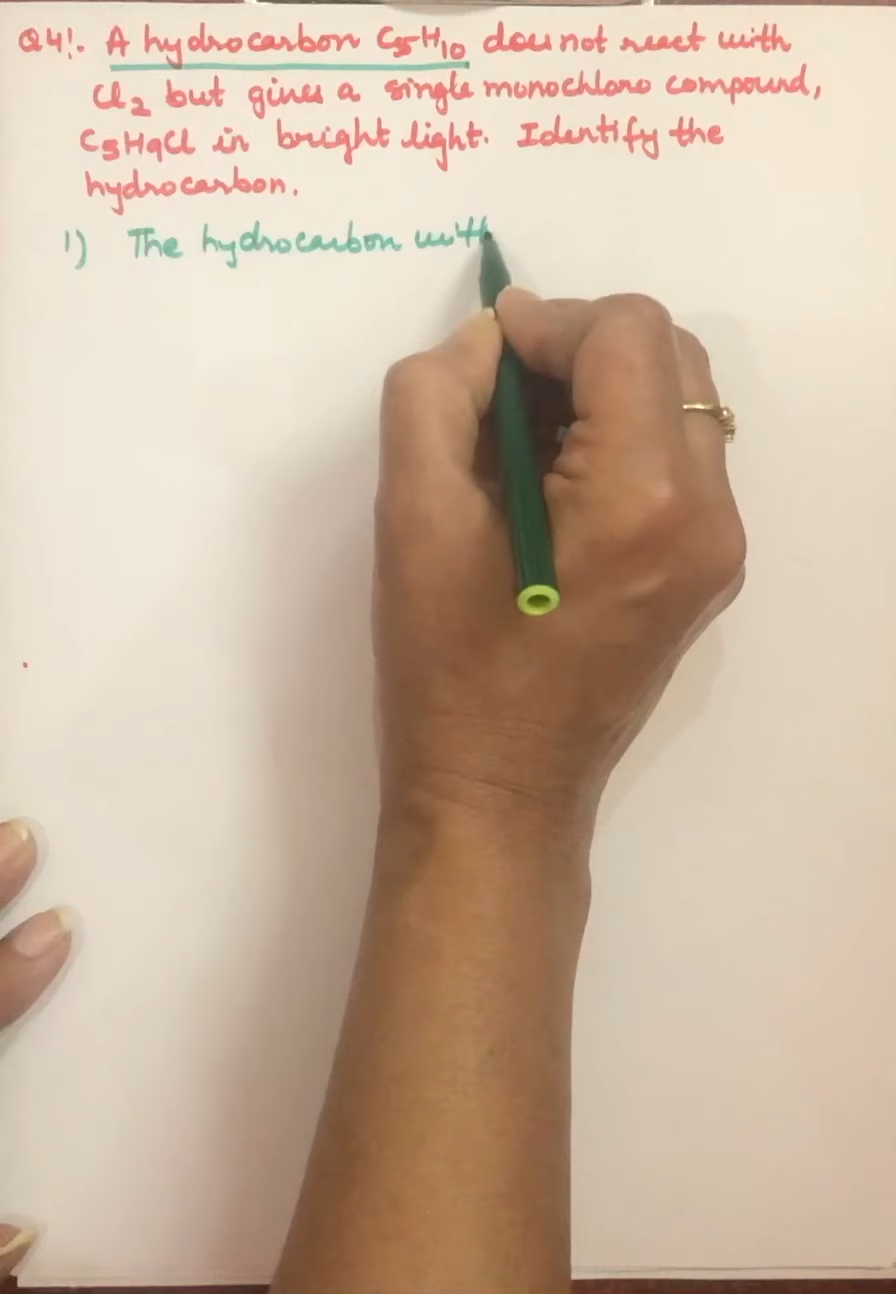 Q4!. A hydrocarbon C5H10 does not react with
Cl2 but gives a single monochloro compound,
C5H9Cl in bright light. Identify the
hydrocarbon.
1) The hydrocarbon with